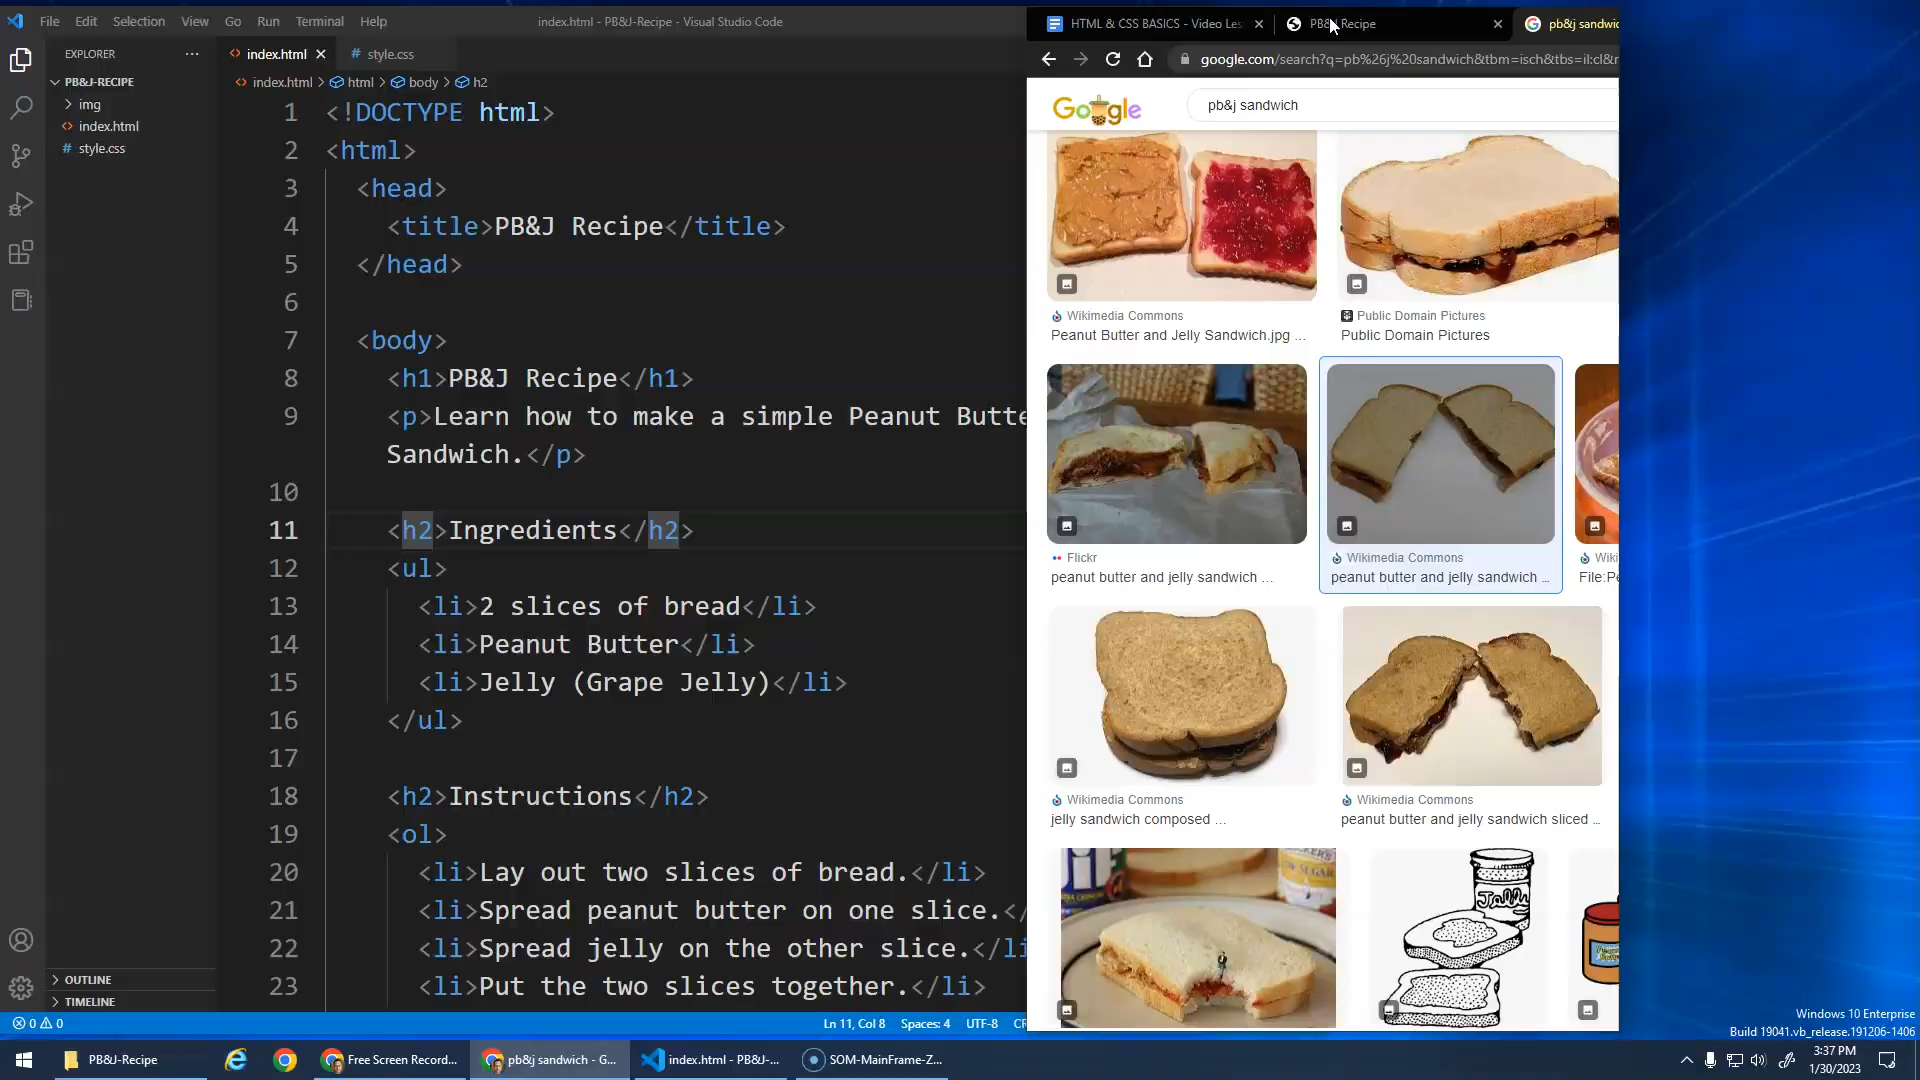 File Edit Selection View Go Run Terminal Help
index.html - PB&J-Recipe - Visual Studio Code
EXPLORER
PB&J-RECIPE
img
index.html
style.css
OUTLINE
TIMELINE
index.html
style.css
index.html > html > body > h2
1 <!DOCTYPE html>
2 <html>
3 <head>
4 <title>PB&J Recipe</title>
5 </head>
6
7 <body>
8 <h1>PB&J Recipe</h1>
9 <p>Learn how to make a simple Peanut Butte
Sandwich.</p>
10
11 <h2>Ingredients</h2>
12 <ul>
13 <li>2 slices of bread</li>
14 <li>Peanut Butter</li>
15 <li>Jelly (Grape Jelly)</li>
16 </ul>
17
18 <h2>Instructions</h2>
19 <ol>
20 <li>Lay out two slices of bread.</li>
21 <li>Spread peanut butter on one slice.</
22 <li>Spread jelly on the other slice.</li
23 <li>Put the two slices together.</li>
0 0
Ln 11, Col 8 Spaces: 4 UTF-8 CR
HTML & CSS BASICS - Video Les
PB&J Recipe
pb&j sandwic
google.com/search?q=pb%26j%20sandwich&tbm=isch&tbs=il:cl&r
Google
pb&j sandwich
Wikimedia Commons
Peanut Butter and Jelly Sandwich.jpg ...
Public Domain Pictures
Public Domain Pictures
Flickr
peanut butter and jelly sandwich ...
Wikimedia Commons
peanut butter and jelly sandwich ...
Wiki
File:Pe
Wikimedia Commons
jelly sandwich composed ...
Wikimedia Commons
peanut butter and jelly sandwich sliced ...
Jelly
Windows 10 Enterprise
Build 19041.vb_release.191206-1406
PB&J-Recipe
Free Screen Record...
pb&j sandwich - G...
index.html - PB&J-...
SOM-MainFrame-Z...
3:37 PM
1/30/2023